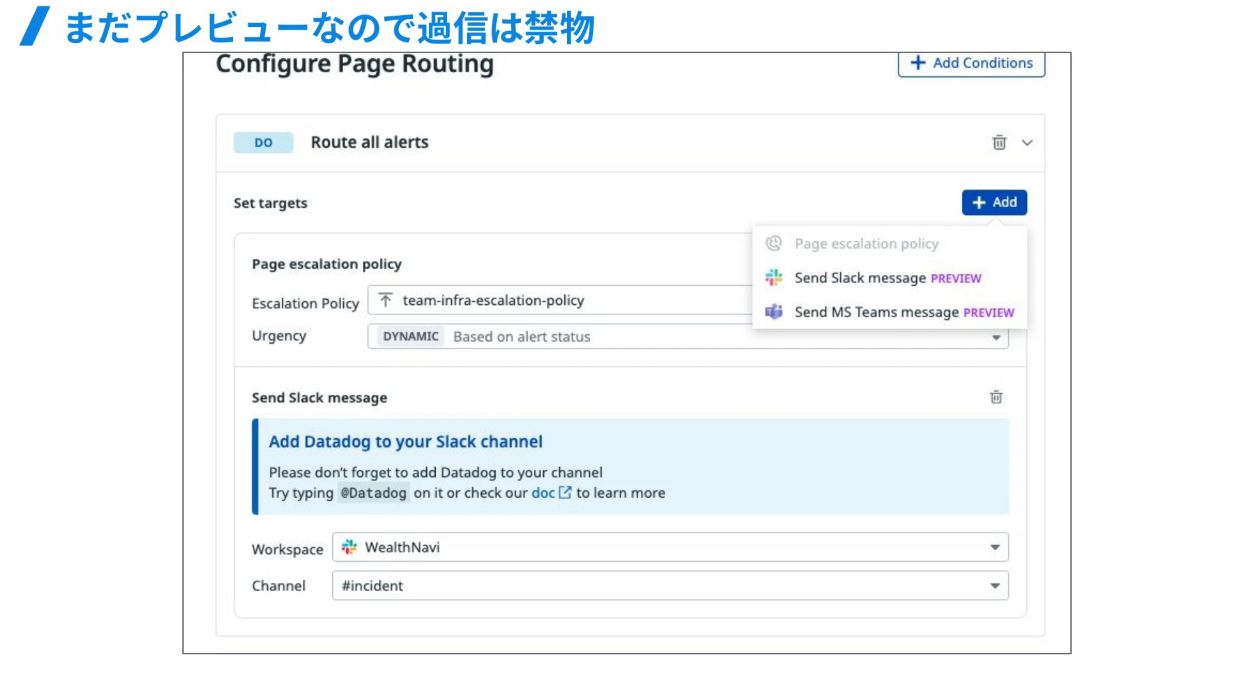 まだプレビューなので過信は禁物
Configure Page Routing
Add Conditions
DO Route all alerts
Set targets
Add
Page escalation policy
Send Slack message PREVIEW
Send MS Teams message PREVIEW
Page escalation policy
Escalation Policy team-infra-escalation-policy
Urgency DYNAMIC Based on alert status
Send Slack message
Add Datadog to your Slack channel
Please don't forget to add Datadog to your channel
Try typing @Datadog on it or check our doc to learn more
Workspace WealthNavi
Channel #incident